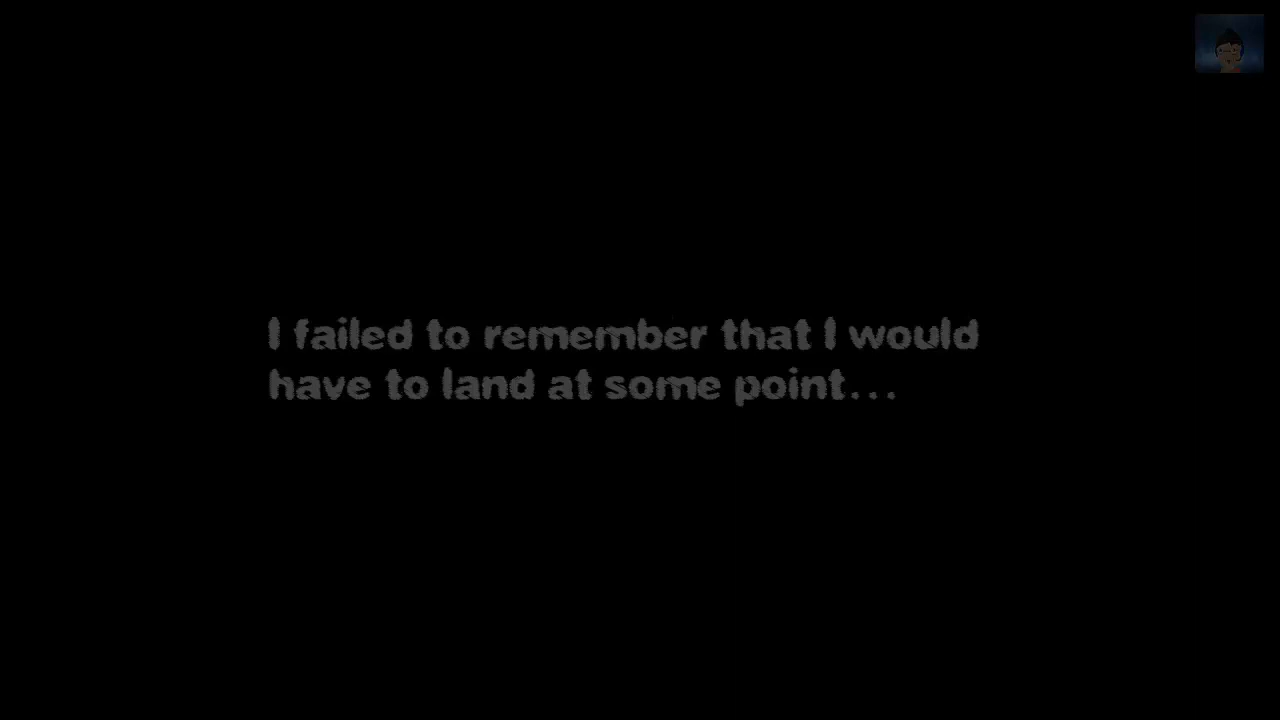 I failed to remember that I would
have to land at some point...